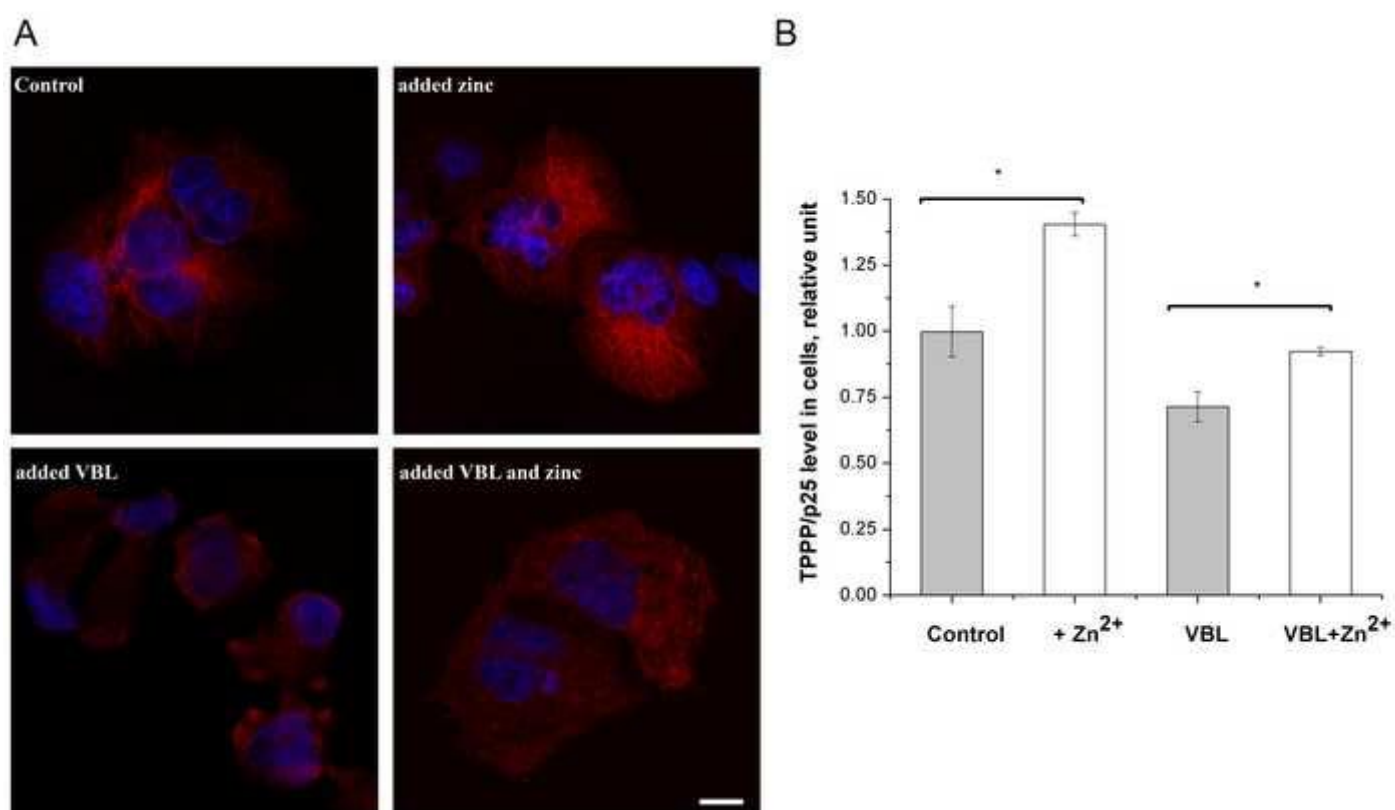 A
Control
added zinc
added VBL
added VBL and zinc
B
TPPP/p25 level in cells, relative unit
1.50
1.25
1.00
0.75
0.50
0.25
0.00
*
*
Control
+ Zn²⁺
VBL
VBL+Zn²⁺